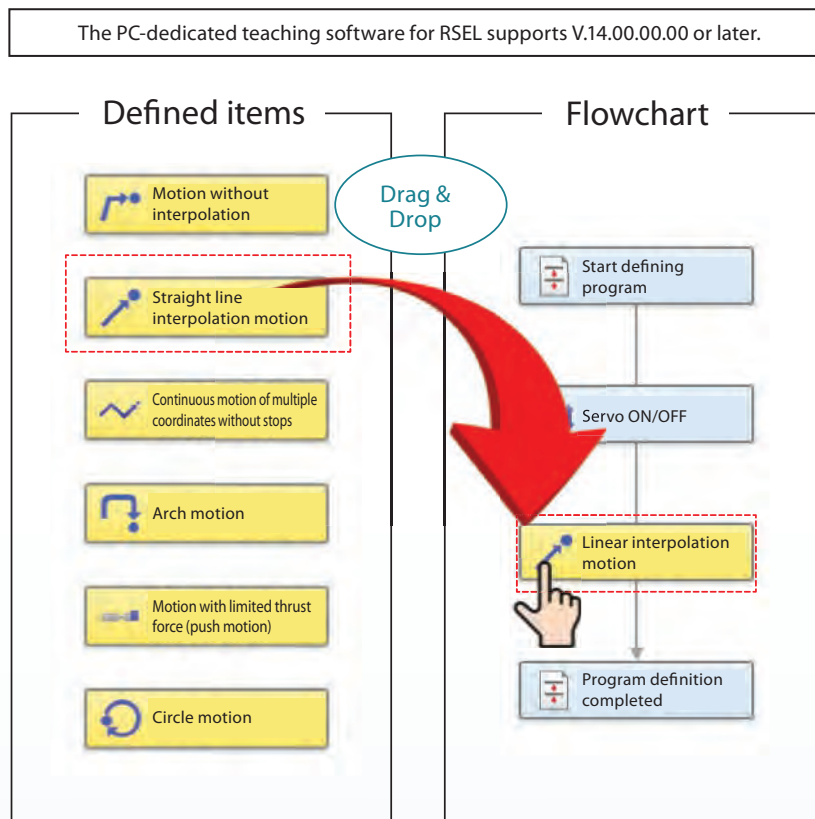 The PC-dedicated teaching software for RSEL supports V.14.00.00.00 or later.
Defined items
Motion without
interpolation
Straight line
interpolation motion
Continuous motion of multiple
coordinates without stops
Arch motion
Motion with limited thrust
force (push motion)
Circle motion
Drag &
Drop
Flowchart
Start defining
program
Servo ON/OFF
Linear interpolation
motion
Program definition
completed